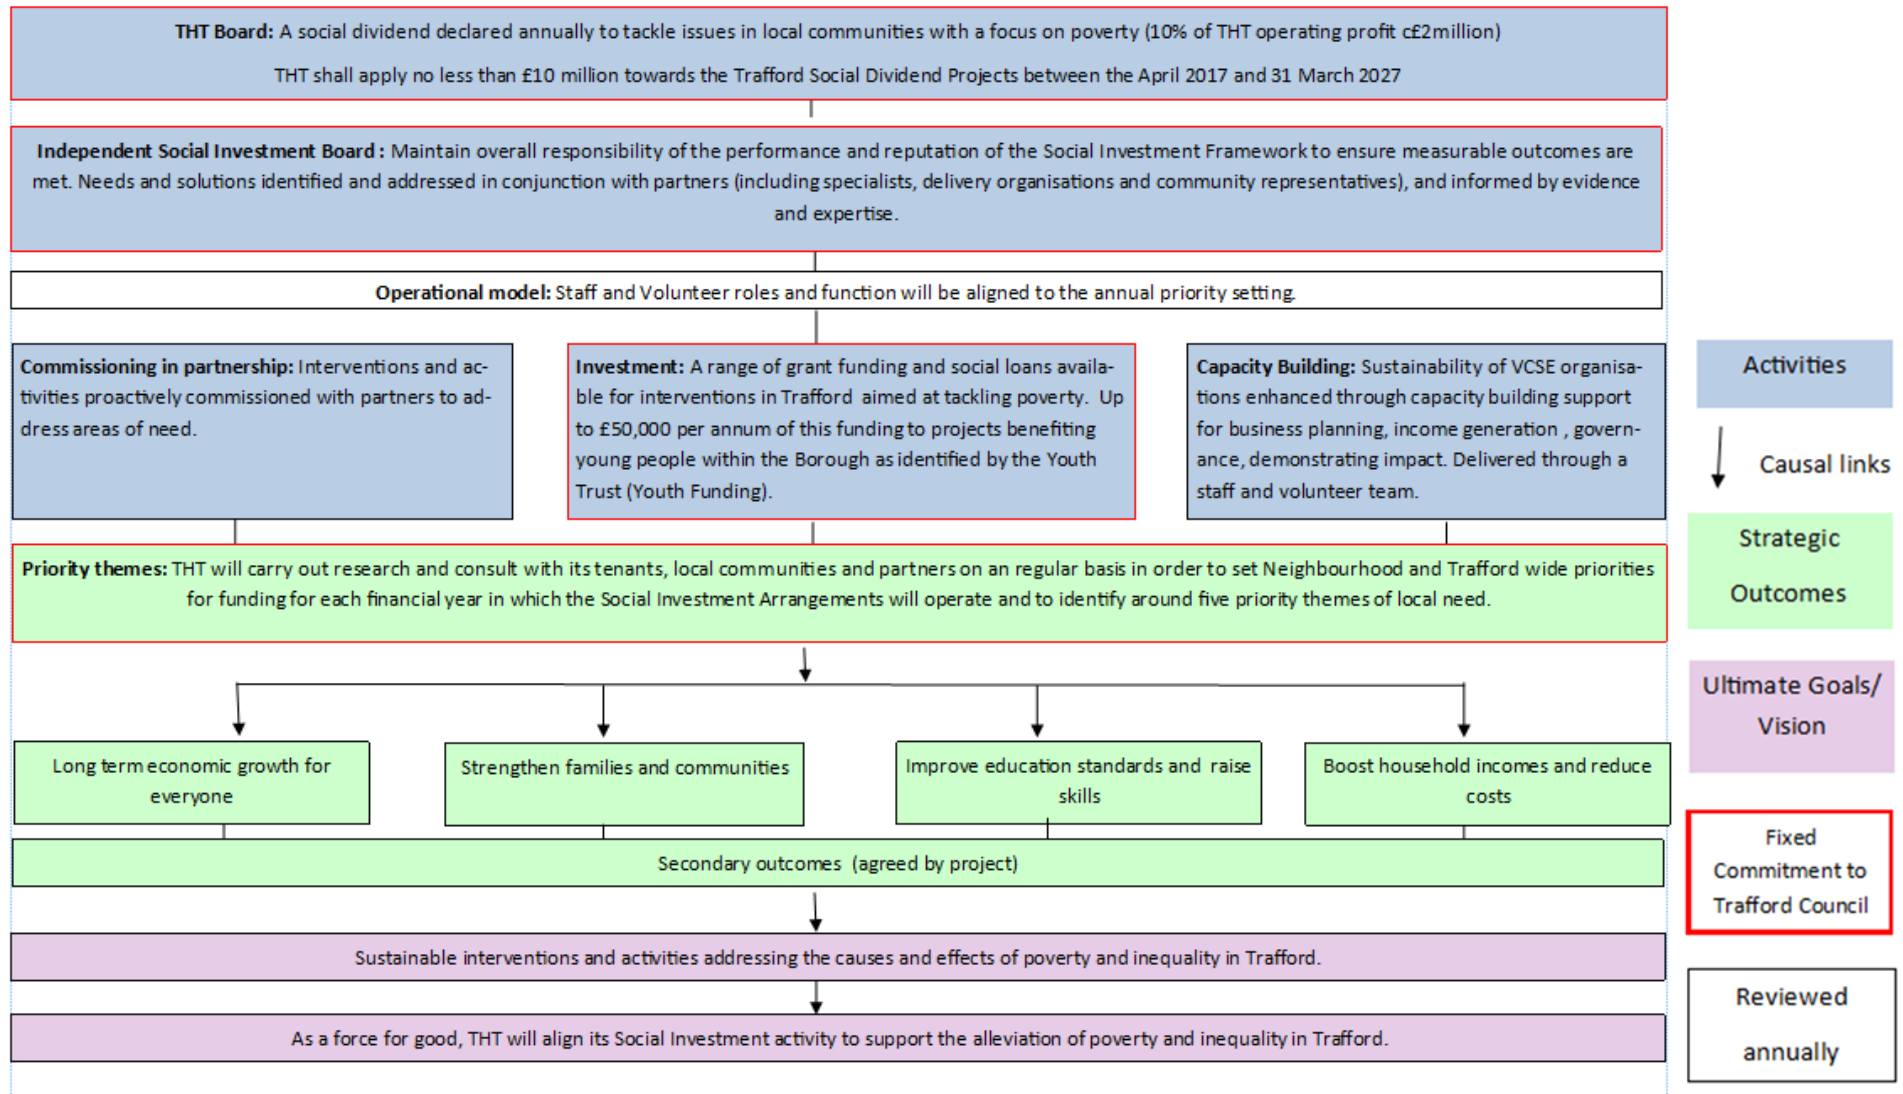 THT Board: A social dividend declared annually to tackle issues in local communities with a focus on poverty (10% of THT operating profit c£2million)
THT shall apply no less than £10 million towards the Trafford Social Dividend Projects between the April 2017 and 31 March 2027
Independent Social Investment Board : Maintain overall responsibility of the performance and reputation of the Social Investment Framework to ensure measurable outcomes are
met. Needs and solutions identified and addressed in conjunction with partners (including specialists, delivery organisations and community representatives), and informed by evidence
and expertise.
Operational model: Staff and Volunteer roles and function will be aligned to the annual priority setting.
Commissioning in partnership: Interventions and ac-
tivities proactively commissioned with partners to ad-
dress areas of need.
Investment: A range of grant funding and social loans availa-
ble for interventions in Trafford aimed at tackling poverty. Up
to £50,000 per annum of this funding to projects benefiting
young people within the Borough as identified by the Youth
Trust (Youth Funding).
Capacity Building: Sustainability of VCSE organisa-
tions enhanced through capacity building support
for business planning, income generation , govern-
ance, demonstrating impact. Delivered through a
staff and volunteer team.
Priority themes: THT will carry out research and consult with its tenants, local communities and partners on an regular basis in order to set Neighbourhood and Trafford wide priorities
for funding for each financial year in which the Social Investment Arrangements will operate and to identify around five priority themes of local need.
Long term economic growth for
everyone
Strengthen families and communities
Improve education standards and raise
skills
Boost household incomes and reduce
costs
Secondary outcomes (agreed by project)
Sustainable interventions and activities addressing the causes and effects of poverty and inequality in Trafford.
As a force for good, THT will align its Social Investment activity to support the alleviation of poverty and inequality in Trafford.
Activities
Causal links
Strategic
Outcomes
Ultimate Goals/
Vision
Fixed
Commitment to
Trafford Council
Reviewed
annually